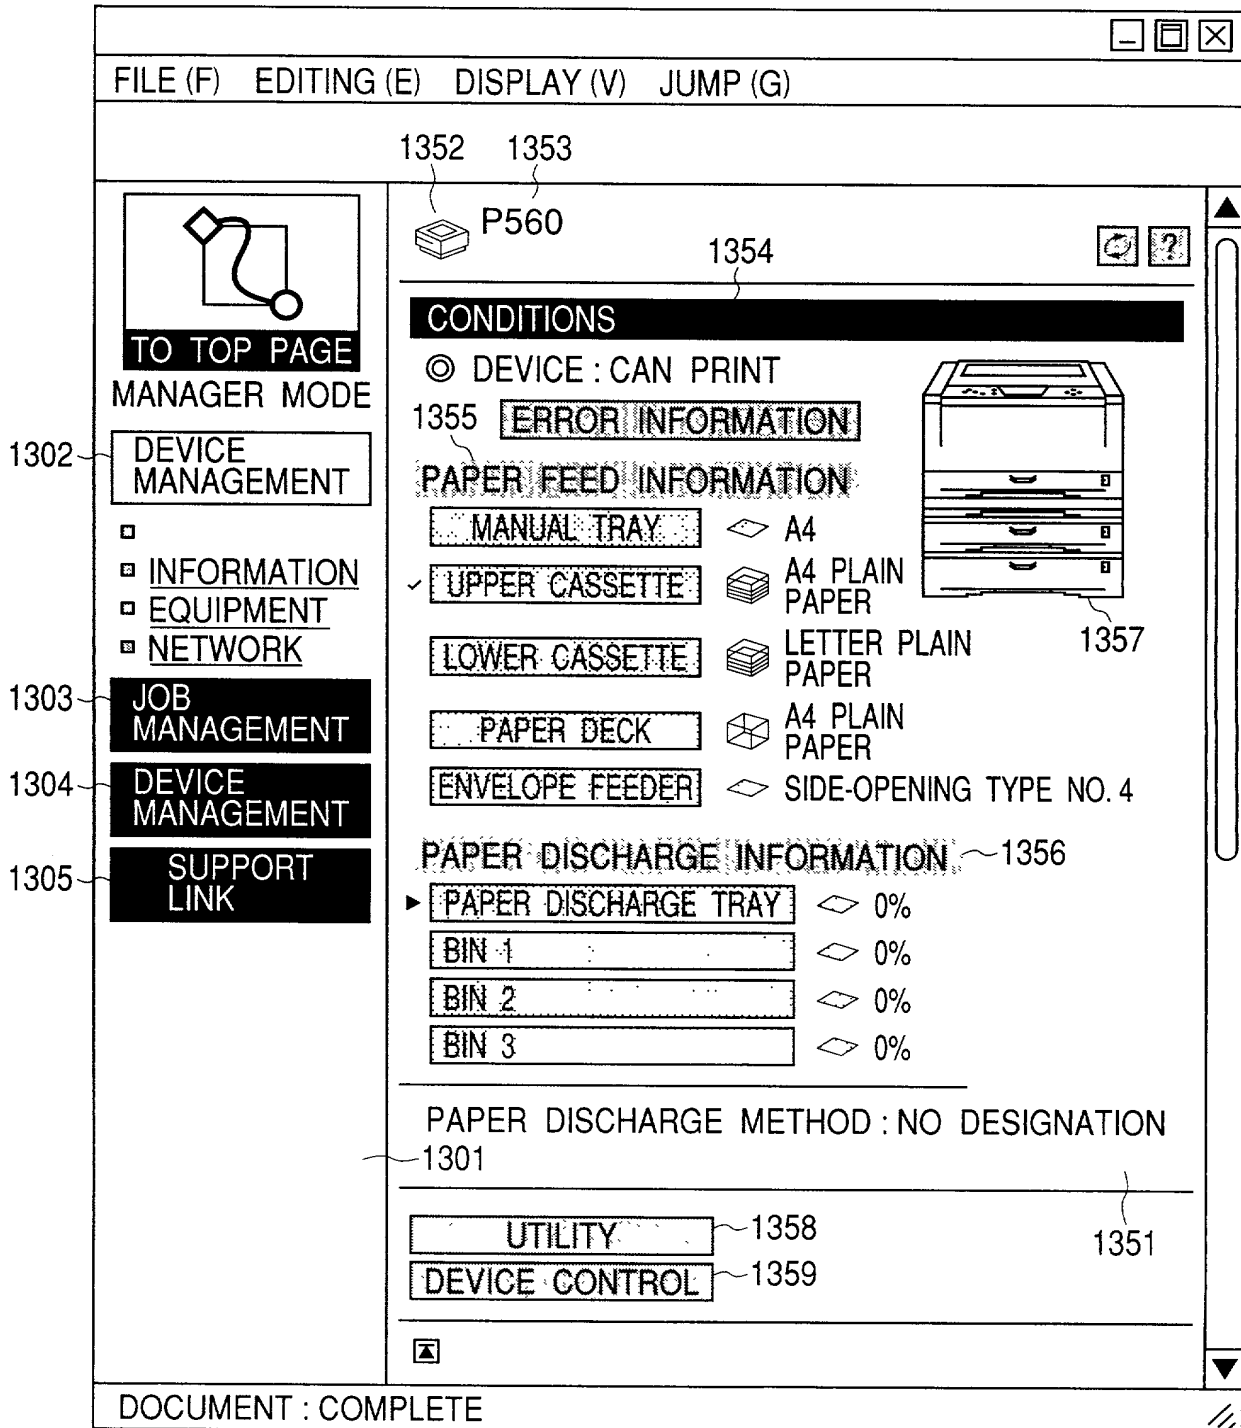 FILE (F) EDITING (E) DISPLAY (V) JUMP (G)
1352 1353
P560
?
1354
TO TOP PAGE
MANAGER MODE
1302
DEVICE
MANAGEMENT
INFORMATION
EQUIPMENT
NETWORK
1303
JOB
MANAGEMENT
1304
DEVICE
MANAGEMENT
1305
SUPPORT
LINK
1301
CONDITIONS
DEVICE : CAN PRINT
ERROR INFORMATION
1355
PAPER FEED INFORMATION
MANUAL TRAY A4
UPPER CASSETTE A4 PLAIN
PAPER
LOWER CASSETTE LETTER PLAIN
PAPER
PAPER DECK A4 PLAIN
PAPER
ENVELOPE FEEDER SIDE-OPENING TYPE NO. 4
1357
PAPER DISCHARGE INFORMATION 1356
PAPER DISCHARGE TRAY 0%
BIN 1 0%
BIN 2 0%
BIN 3 0%
PAPER DISCHARGE METHOD : NO DESIGNATION
1351
UTILITY 1358
DEVICE CONTROL 1359
DOCUMENT : COMPLETE